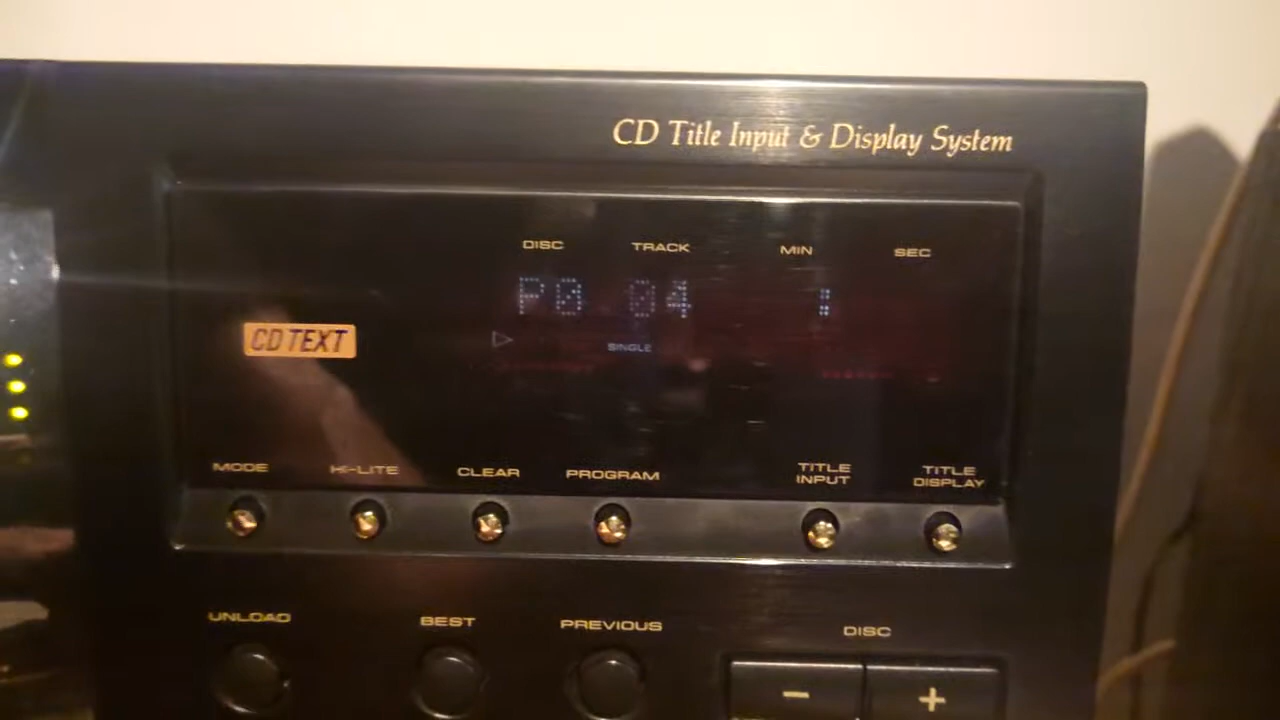 CD Title Input & Display System
DISC TRACK MIN SEC
P0 04
CD TEXT
SINGLE
MODE HI-LITE CLEAR PROGRAM TITLE INPUT TITLE DISPLAY
UNLOAD BEST PREVIOUS DISC
- +